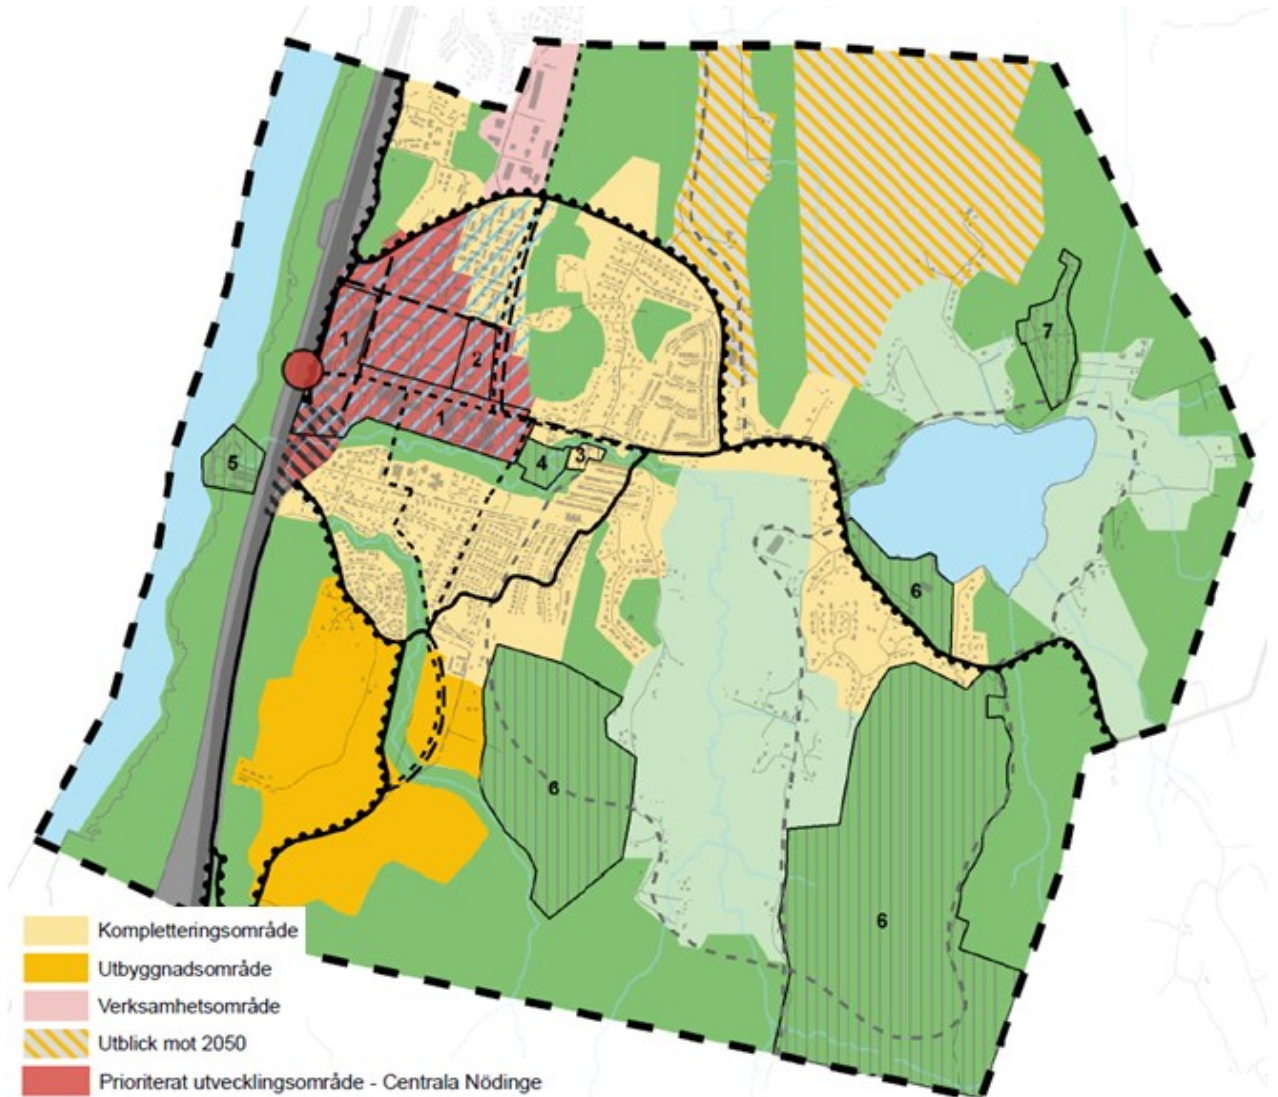 7
1
2
1
3
4
5
6
6
6
Kompletteringsområde
Utbyggnadsområde
Verksamhetsområde
Utblick mot 2050
Prioriterat utvecklingsområde - Centrala Nödinge